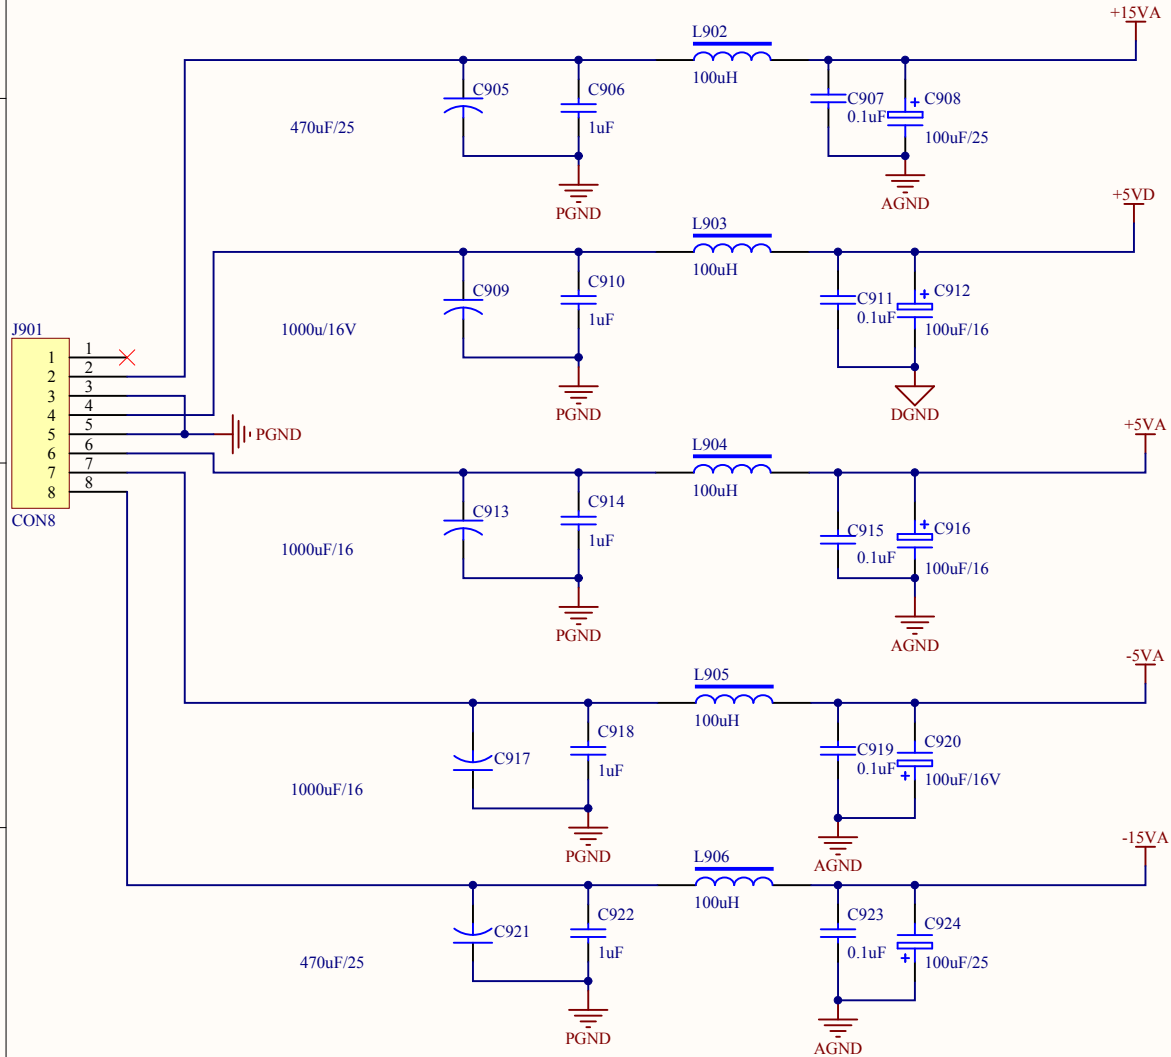 +15VA
L902
100uH
C905
470uF/25
C906
1uF
C907
0.1uF
C908
100uF/25
PGND
AGND
+5VD
L903
100uH
C909
1000u/16V
C910
1uF
C911
0.1uF
C912
100uF/16
PGND
DGND
J901
1 1
2 2
3 3
4 4
5 5
6 6
7 7
8 8
CON8
PGND
+5VA
L904
100uH
C913
1000uF/16
C914
1uF
C915
0.1uF
C916
100uF/16
PGND
AGND
-5VA
L905
100uH
C917
1000uF/16
C918
1uF
C919
0.1uF
C920
100uF/16V
PGND
AGND
-15VA
L906
100uH
C921
470uF/25
C922
1uF
C923
0.1uF
C924
100uF/25
PGND
AGND